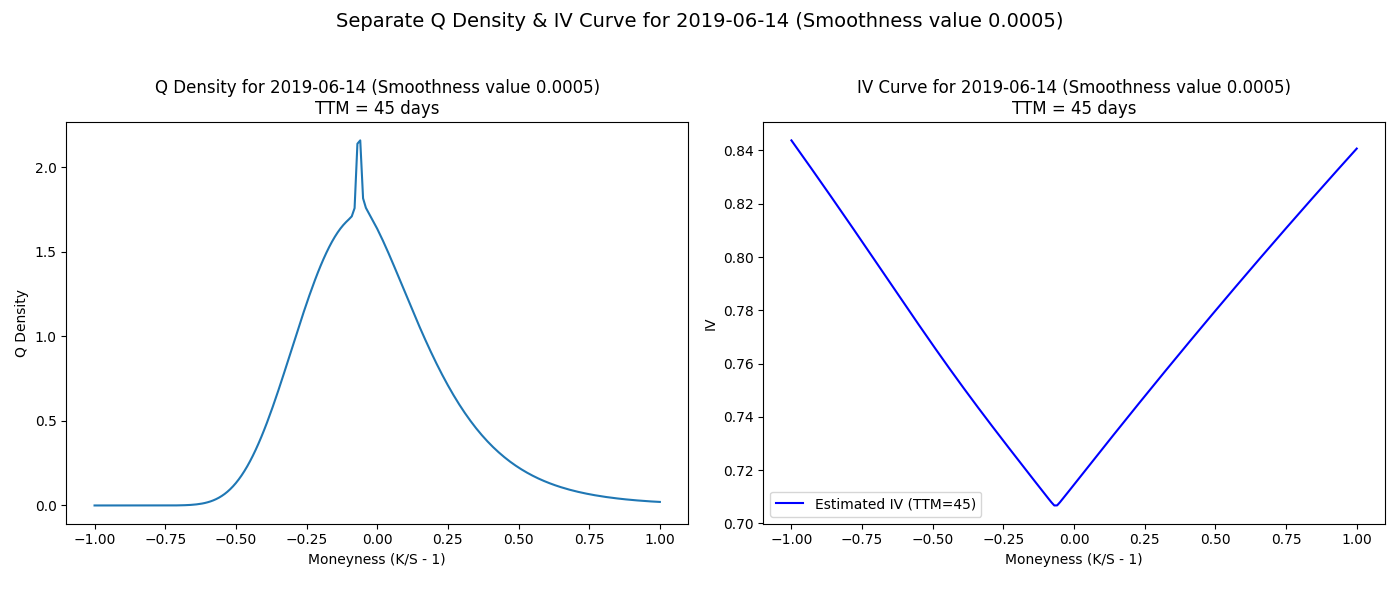 Separate Q Density & IV Curve for 2019-06-14 (Smoothness value 0.0005)
Q Density for 2019-06-14 (Smoothness value 0.0005)
TTM = 45 days
2.0
1.5
1.0
0.5
0.0
Q Density
−1.00 −0.75 −0.50 −0.25 0.00 0.25 0.50 0.75 1.00
Moneyness (K/S - 1)
IV Curve for 2019-06-14 (Smoothness value 0.0005)
TTM = 45 days
0.84
0.82
0.80
0.78
0.76
0.74
0.72
0.70
IV
Estimated IV (TTM=45)
−1.00 −0.75 −0.50 −0.25 0.00 0.25 0.50 0.75 1.00
Moneyness (K/S - 1)